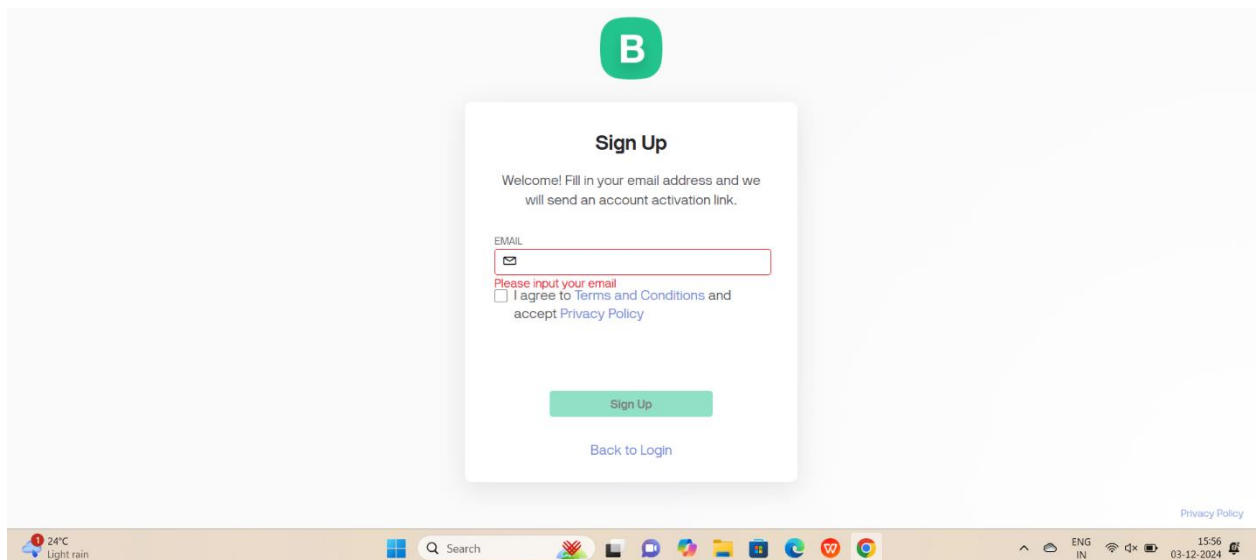 B
Sign Up
Welcome! Fill in your email address and we
will send an account activation link.
EMAIL
Please input your email
I agree to Terms and Conditions and
accept Privacy Policy
Sign Up
Back to Login
Privacy Policy
1
24°C
Light rain
Search
W
ENG
IN
15:56
03-12-2024